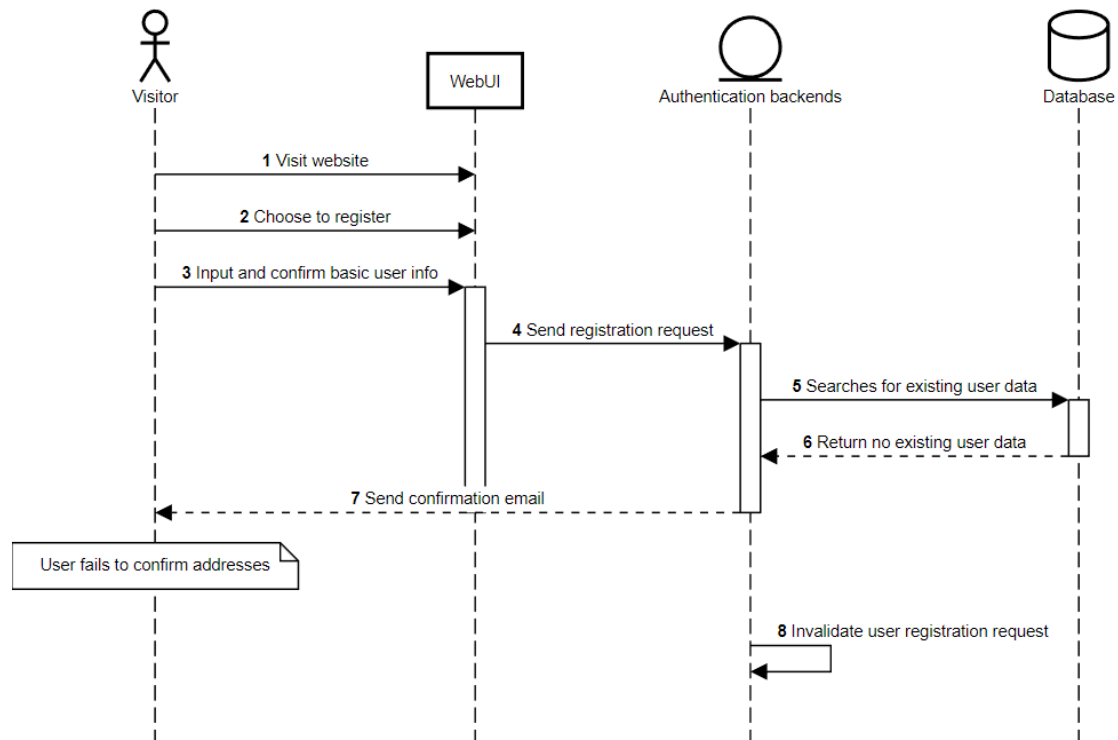 Visitor
WebUI
Authentication backends
Database
1 Visit website
2 Choose to register
3 Input and confirm basic user info
4 Send registration request
5 Searches for existing user data
6 Return no existing user data
7 Send confirmation email
User fails to confirm addresses
8 Invalidate user registration request